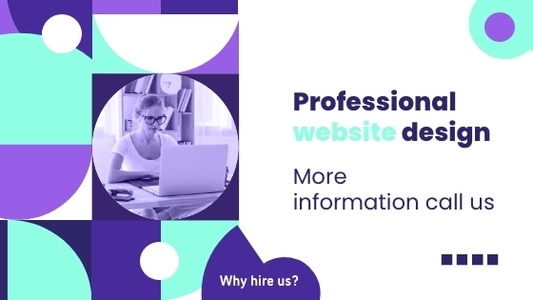 Professional
website design
More
information call us
Why hire us?